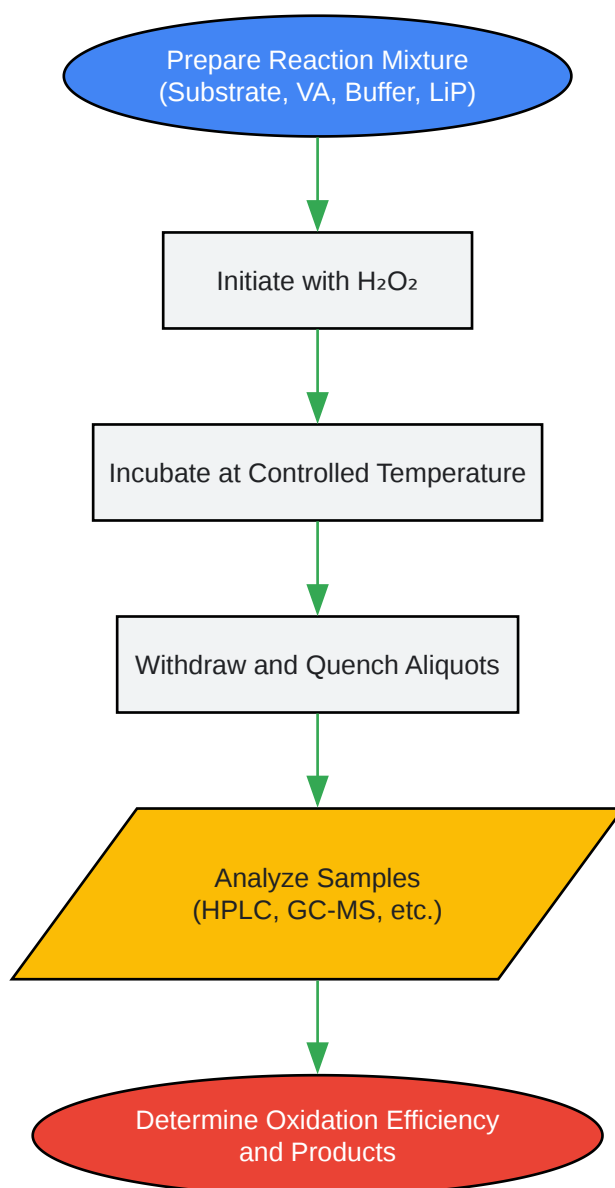 Prepare Reaction Mixture
(Substrate, VA, Buffer, LiP)
Initiate with H₂O₂
Incubate at Controlled Temperature
Withdraw and Quench Aliquots
Analyze Samples
(HPLC, GC-MS, etc.)
Determine Oxidation Efficiency
and Products